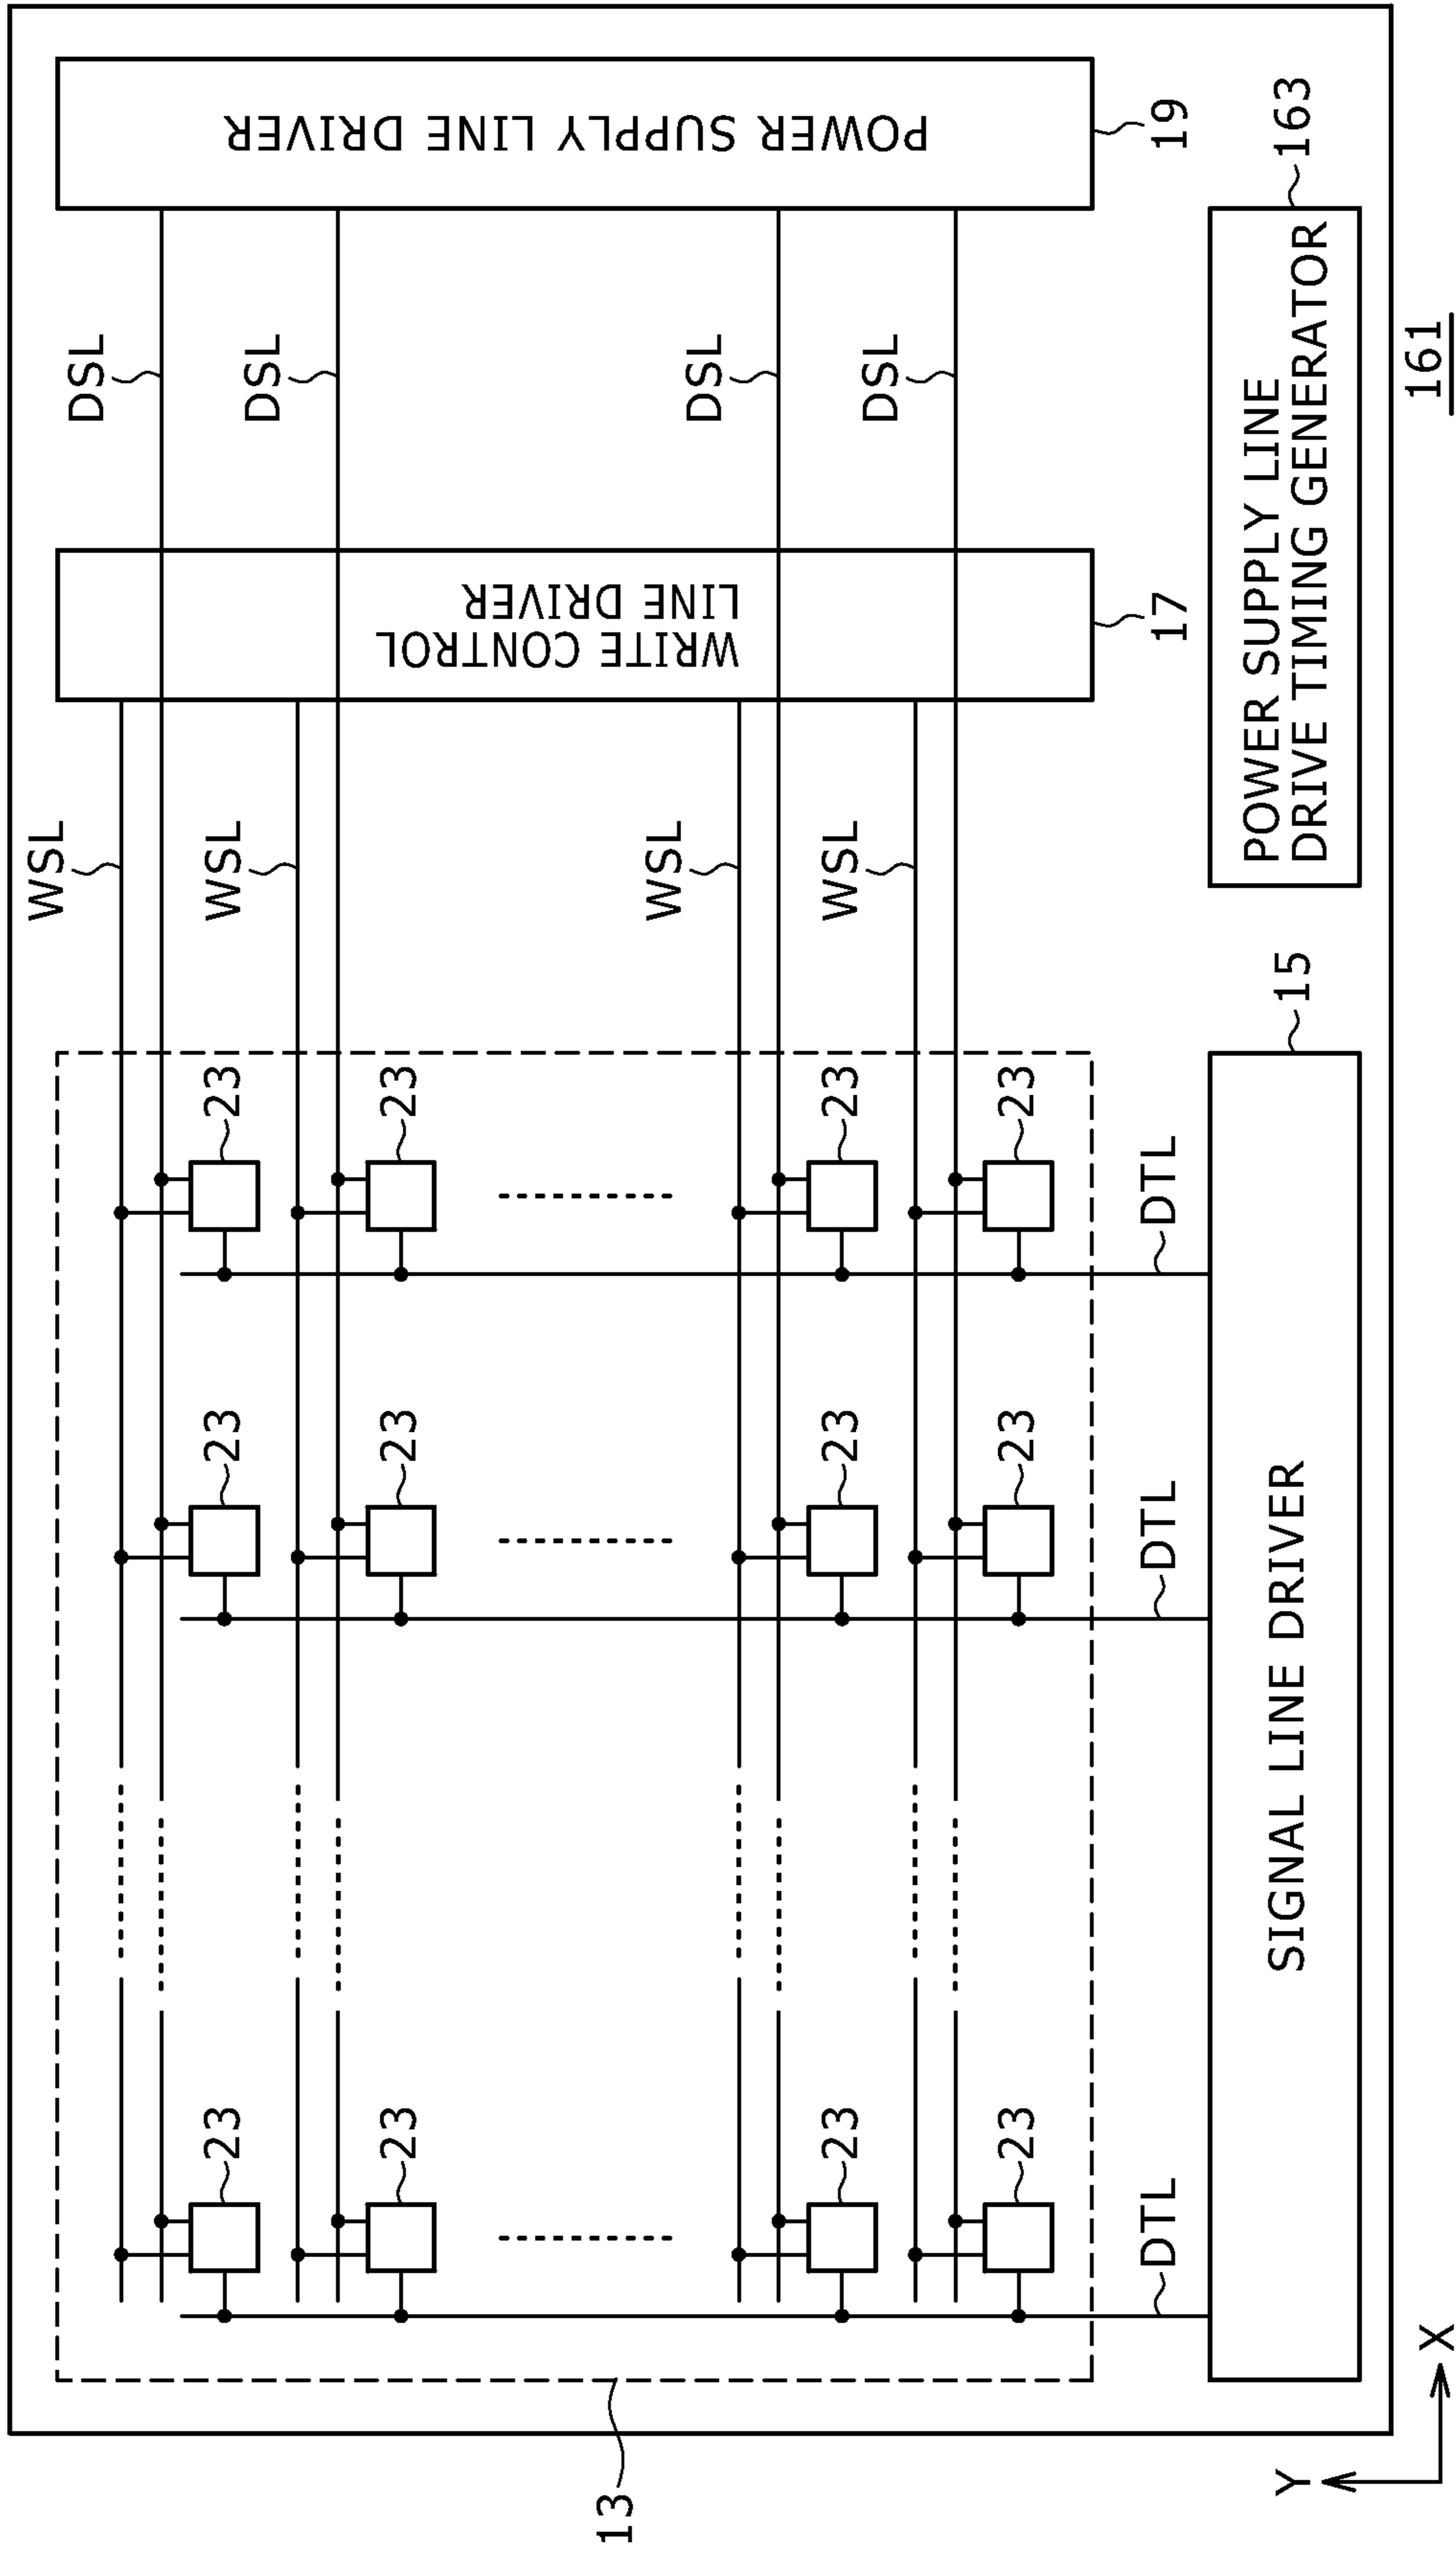 WSL
DSL
23
23
23
WSL
DSL
23
23
23
WRITE CONTROL
LINE DRIVER
POWER SUPPLY LINE DRIVER
13
WSL
DSL
23
23
23
WSL
DSL
23
23
23
DTL
DTL
DTL
17
19
SIGNAL LINE DRIVER
15
POWER SUPPLY LINE
DRIVE TIMING GENERATOR
163
Y
X
161